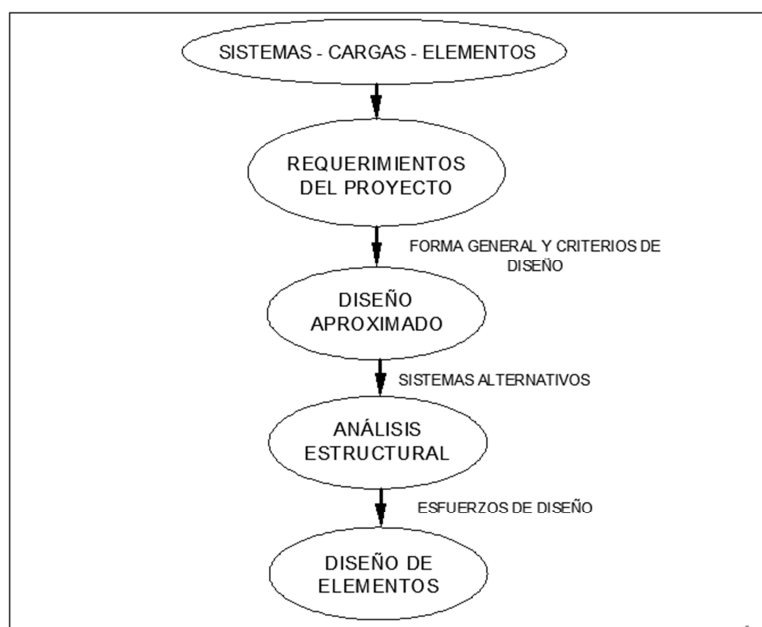 SISTEMAS - CARGAS - ELEMENTOS
REQUERIMIENTOS
DEL PROYECTO
FORMA GENERAL Y CRITERIOS DE
DISEÑO
DISEÑO
APROXIMADO
SISTEMAS ALTERNATIVOS
ANÁLISIS
ESTRUCTURAL
ESFUERZOS DE DISEÑO
DISEÑO DE
ELEMENTOS